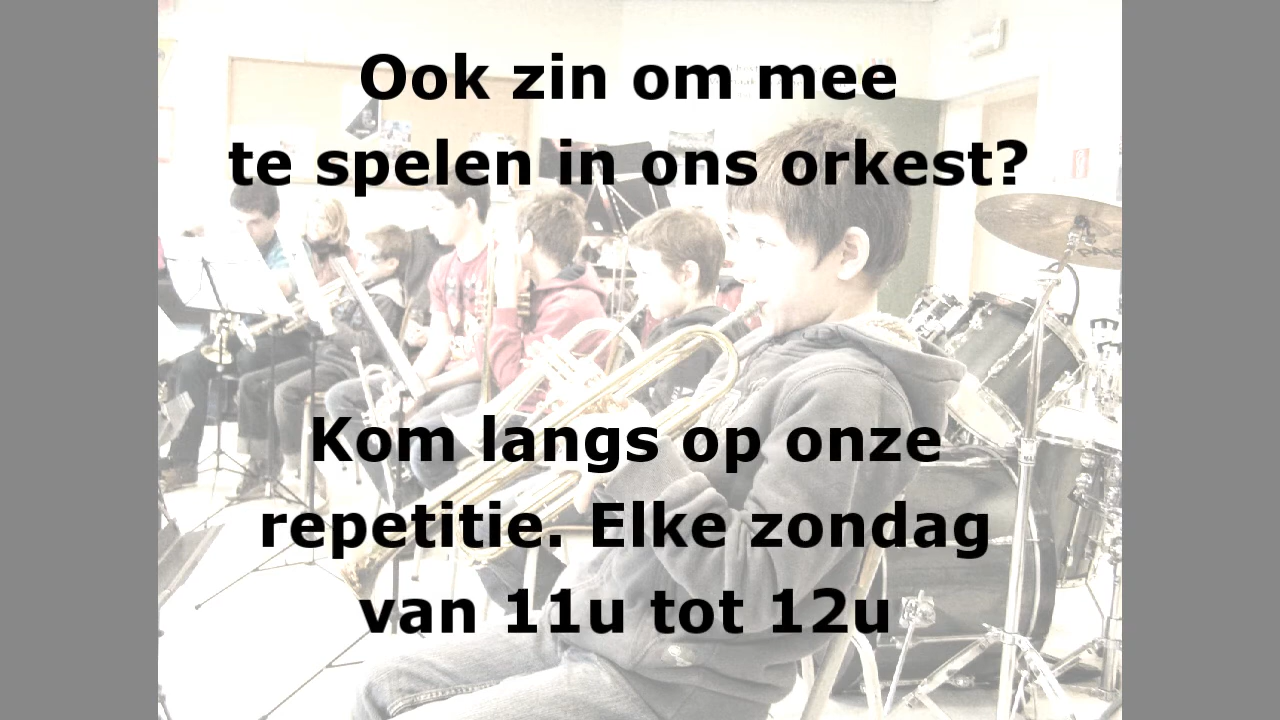 Ook zin om mee
te spelen in ons orkest?
Kom langs op onze
repetitie. Elke zondag
van 11u tot 12u